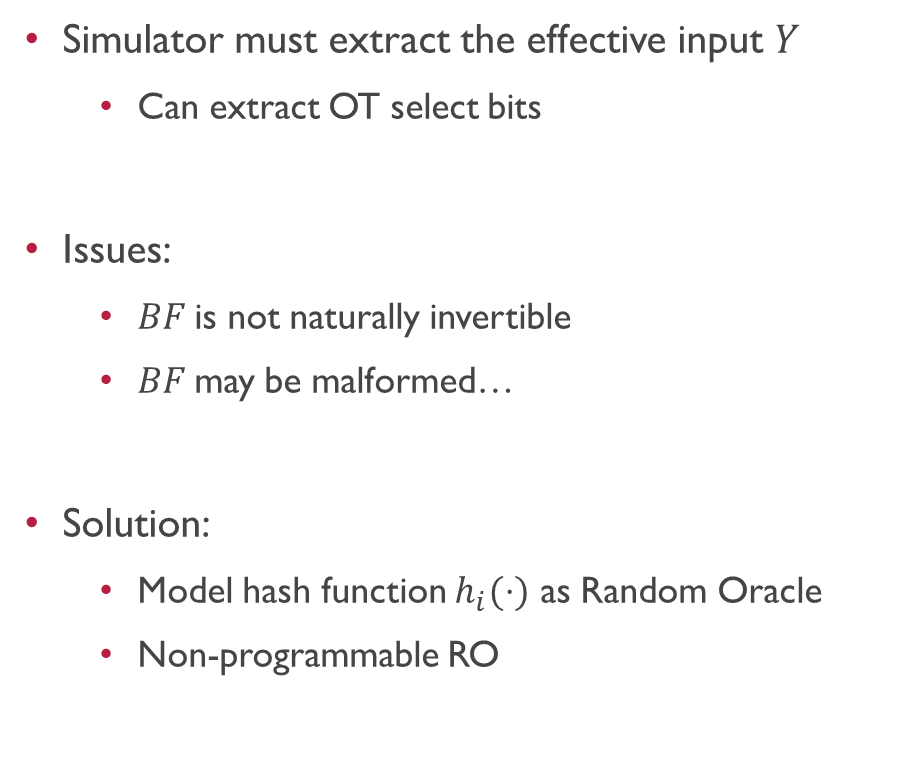 • Simulator must extract the effective input Y
• Can extract OT select bits
• Issues:
• BF is not naturally invertible
• BF may be malformed…
• Solution:
• Model hash function hᵢ(·) as Random Oracle
• Non-programmable RO